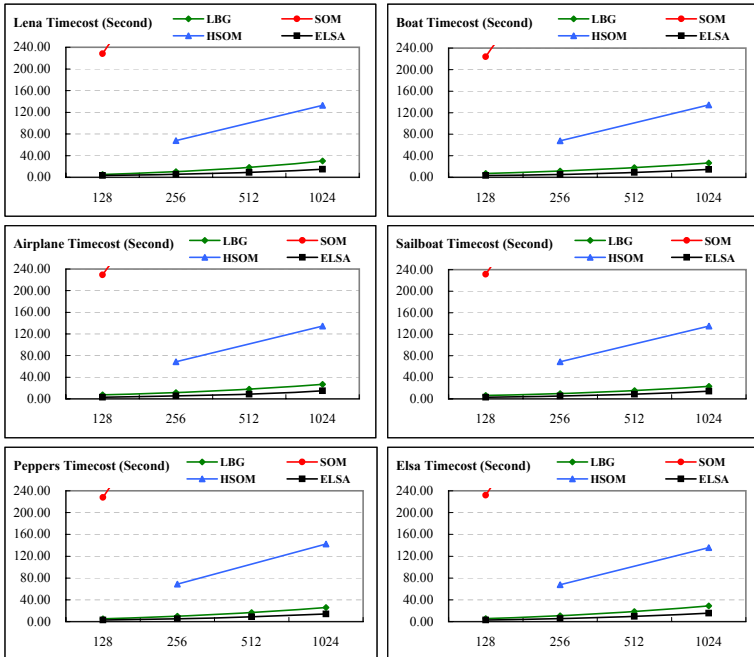 Lena Timecost (Second)
LBG
SOM
HSOM
ELSA
240.00
200.00
160.00
120.00
80.00
40.00
0.00
128
256
512
1024
Boat Timecost (Second)
LBG
SOM
HSOM
ELSA
240.00
200.00
160.00
120.00
80.00
40.00
0.00
128
256
512
1024
Airplane Timecost (Second)
LBG
SOM
HSOM
ELSA
240.00
200.00
160.00
120.00
80.00
40.00
0.00
128
256
512
1024
Sailboat Timecost (Second)
LBG
SOM
HSOM
ELSA
240.00
200.00
160.00
120.00
80.00
40.00
0.00
128
256
512
1024
Peppers Timecost (Second)
LBG
SOM
HSOM
ELSA
240.00
200.00
160.00
120.00
80.00
40.00
0.00
128
256
512
1024
Elsa Timecost (Second)
LBG
SOM
HSOM
ELSA
240.00
200.00
160.00
120.00
80.00
40.00
0.00
128
256
512
1024